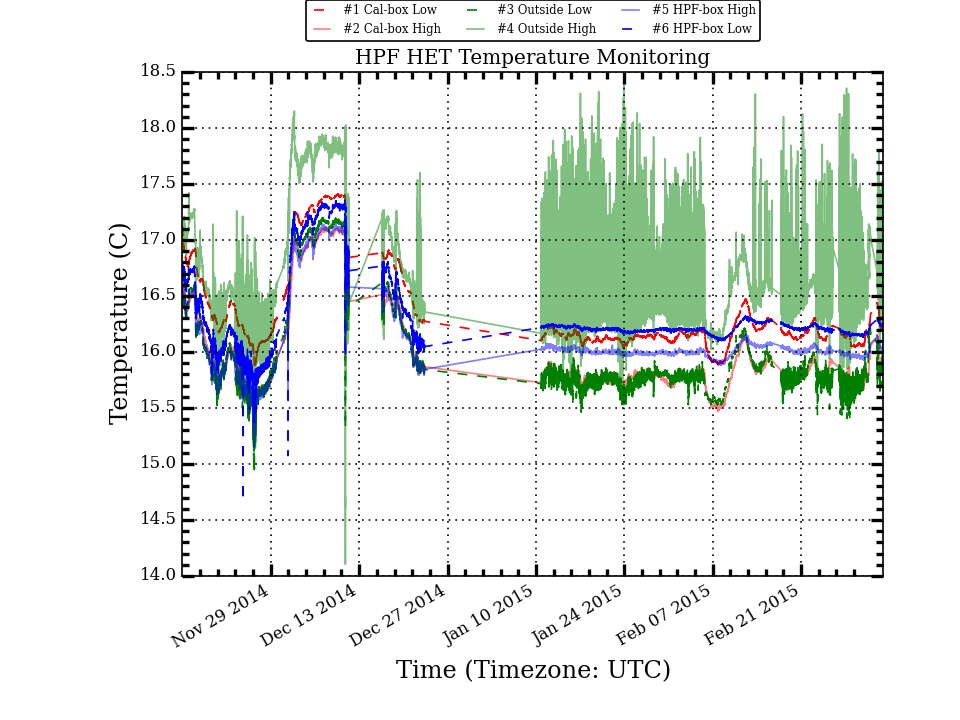 #1 Cal-box Low #3 Outside Low #5 HPF-box High
#2 Cal-box High #4 Outside High #6 HPF-box Low
HPF HET Temperature Monitoring
18.5
18.0
17.5
17.0
16.5
16.0
15.5
15.0
14.5
14.0
Temperature (C)
Nov 29 2014 Dec 13 2014 Dec 27 2014 Jan 10 2015 Jan 24 2015 Feb 07 2015 Feb 21 2015
Time (Timezone: UTC)